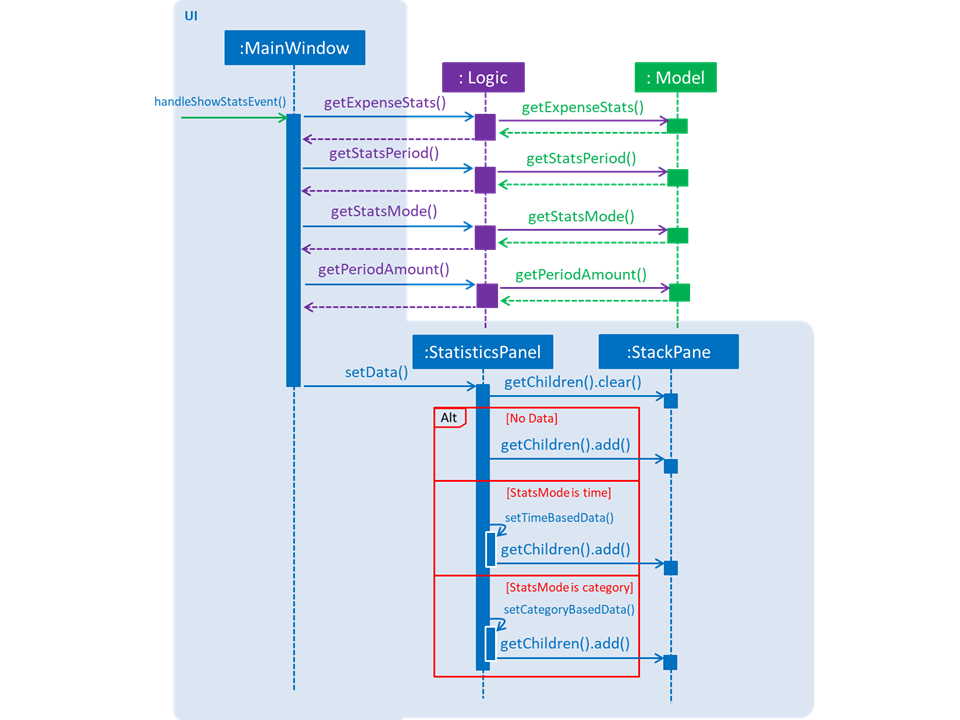 UI
:MainWindow
: Logic
: Model
handleShowStatsEvent()
getExpenseStats()
getExpenseStats()
getStatsPeriod()
getStatsPeriod()
getStatsMode()
getStatsMode()
getPeriodAmount()
getPeriodAmount()
:StatisticsPanel
:StackPane
setData()
getChildren().clear()
Alt
[No Data]
getChildren().add()
[StatsMode is time]
setTimeBasedData()
getChildren().add()
[StatsMode is category]
setCategoryBasedData()
getChildren().add()